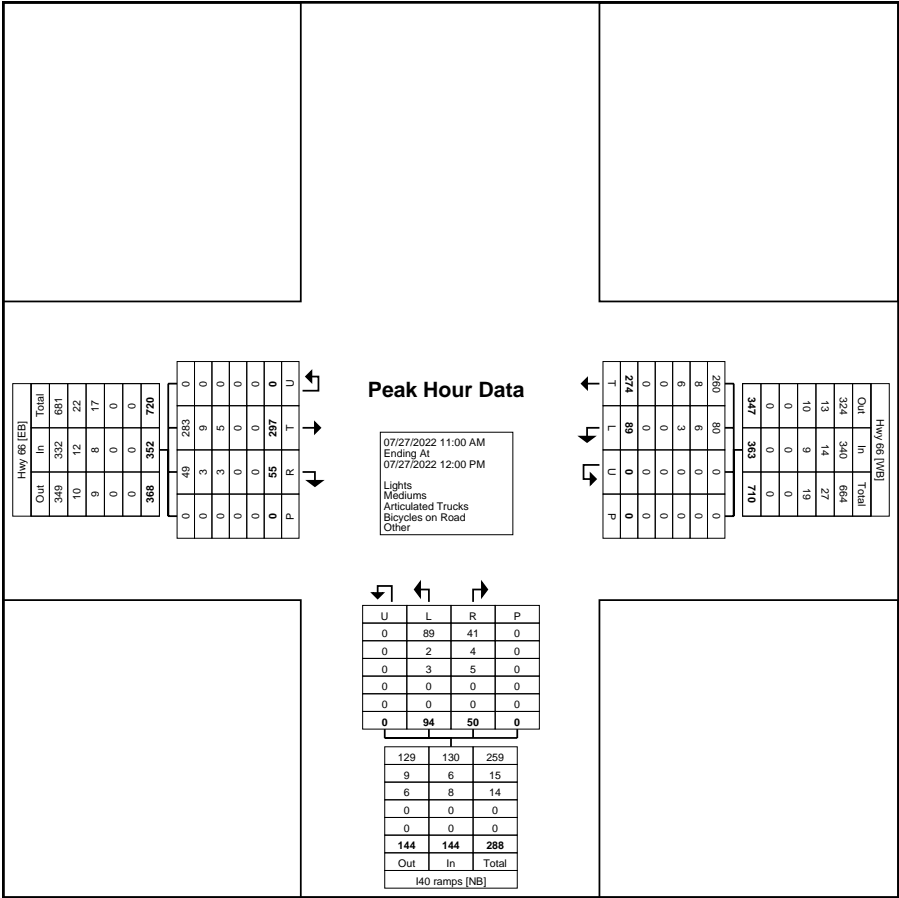 Peak Hour Data
07/27/2022 11:00 AM
Ending At
07/27/2022 12:00 PM
Lights
Mediums
Articulated Trucks
Bicycles on Road
Other
Hwy 66 [EB]
Out In Total
349 332 681
10 12 22
9 8 17
0 0 0
0 0 0
368 352 720
0 49 283 0
0 3 9 0
0 3 5 0
0 0 0 0
0 0 0 0
0 55 297 0
P R T U
Hwy 66 [WB]
Out In Total
324 340 664
13 14 27
10 9 19
0 0 0
0 0 0
347 363 710
260 80 0 0
8 6 0 0
6 3 0 0
0 0 0 0
0 0 0 0
274 89 0 0
T L U P
U L R P
0 89 41 0
0 2 4 0
0 3 5 0
0 0 0 0
0 0 0 0
0 94 50 0
129 130 259
9 6 15
6 8 14
0 0 0
0 0 0
144 144 288
Out In Total
I40 ramps [NB]